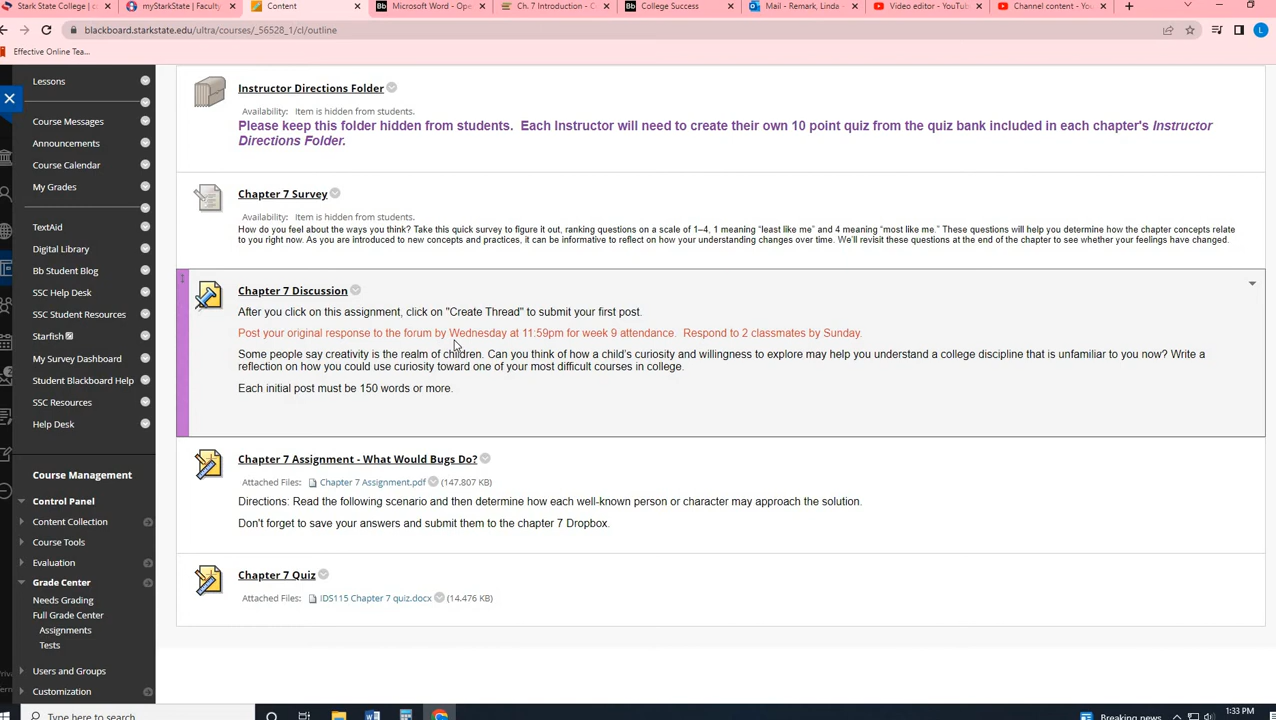 Stark State College | c
myStarkState | Faculty
Content
Microsoft Word - Ope
Ch. 7 Introduction - C
College Success
Mail - Remark, Linda -
Video editor - YouTu
Channel content - Yo
blackboard.starkstate.edu/ultra/courses/_56528_1/cl/outline
L
Effective Online Tea...
Lessons
Course Messages
Announcements
Course Calendar
My Grades
TextAid
Digital Library
Bb Student Blog
SSC Help Desk
SSC Student Resources
Starfish
My Survey Dashboard
Student Blackboard Help
SSC Resources
Help Desk
Course Management
Control Panel
Content Collection
Course Tools
Evaluation
Grade Center
Needs Grading
Full Grade Center
Assignments
Tests
Users and Groups
Customization
Instructor Directions Folder
Availability: Item is hidden from students.
Please keep this folder hidden from students. Each Instructor will need to create their own 10 point quiz from the quiz bank included in each chapter's Instructor
Directions Folder.
Chapter 7 Survey
Availability: Item is hidden from students.
How do you feel about the ways you think? Take this quick survey to figure it out, ranking questions on a scale of 1–4, 1 meaning “least like me” and 4 meaning “most like me.” These questions will help you determine how the chapter concepts relate
to you right now. As you are introduced to new concepts and practices, it can be informative to reflect on how your understanding changes over time. We’ll revisit these questions at the end of the chapter to see whether your feelings have changed.
Chapter 7 Discussion
After you click on this assignment, click on "Create Thread" to submit your first post.
Post your original response to the forum by Wednesday at 11:59pm for week 9 attendance. Respond to 2 classmates by Sunday.
Some people say creativity is the realm of children. Can you think of how a child’s curiosity and willingness to explore may help you understand a college discipline that is unfamiliar to you now? Write a
reflection on how you could use curiosity toward one of your most difficult courses in college.
Each initial post must be 150 words or more.
Chapter 7 Assignment - What Would Bugs Do?
Attached Files: Chapter 7 Assignment.pdf (147.807 KB)
Directions: Read the following scenario and then determine how each well-known person or character may approach the solution.
Don't forget to save your answers and submit them to the chapter 7 Dropbox.
Chapter 7 Quiz
Attached Files: IDS115 Chapter 7 quiz.docx (14.476 KB)
Type here to search
Breaking news
1:33 PM